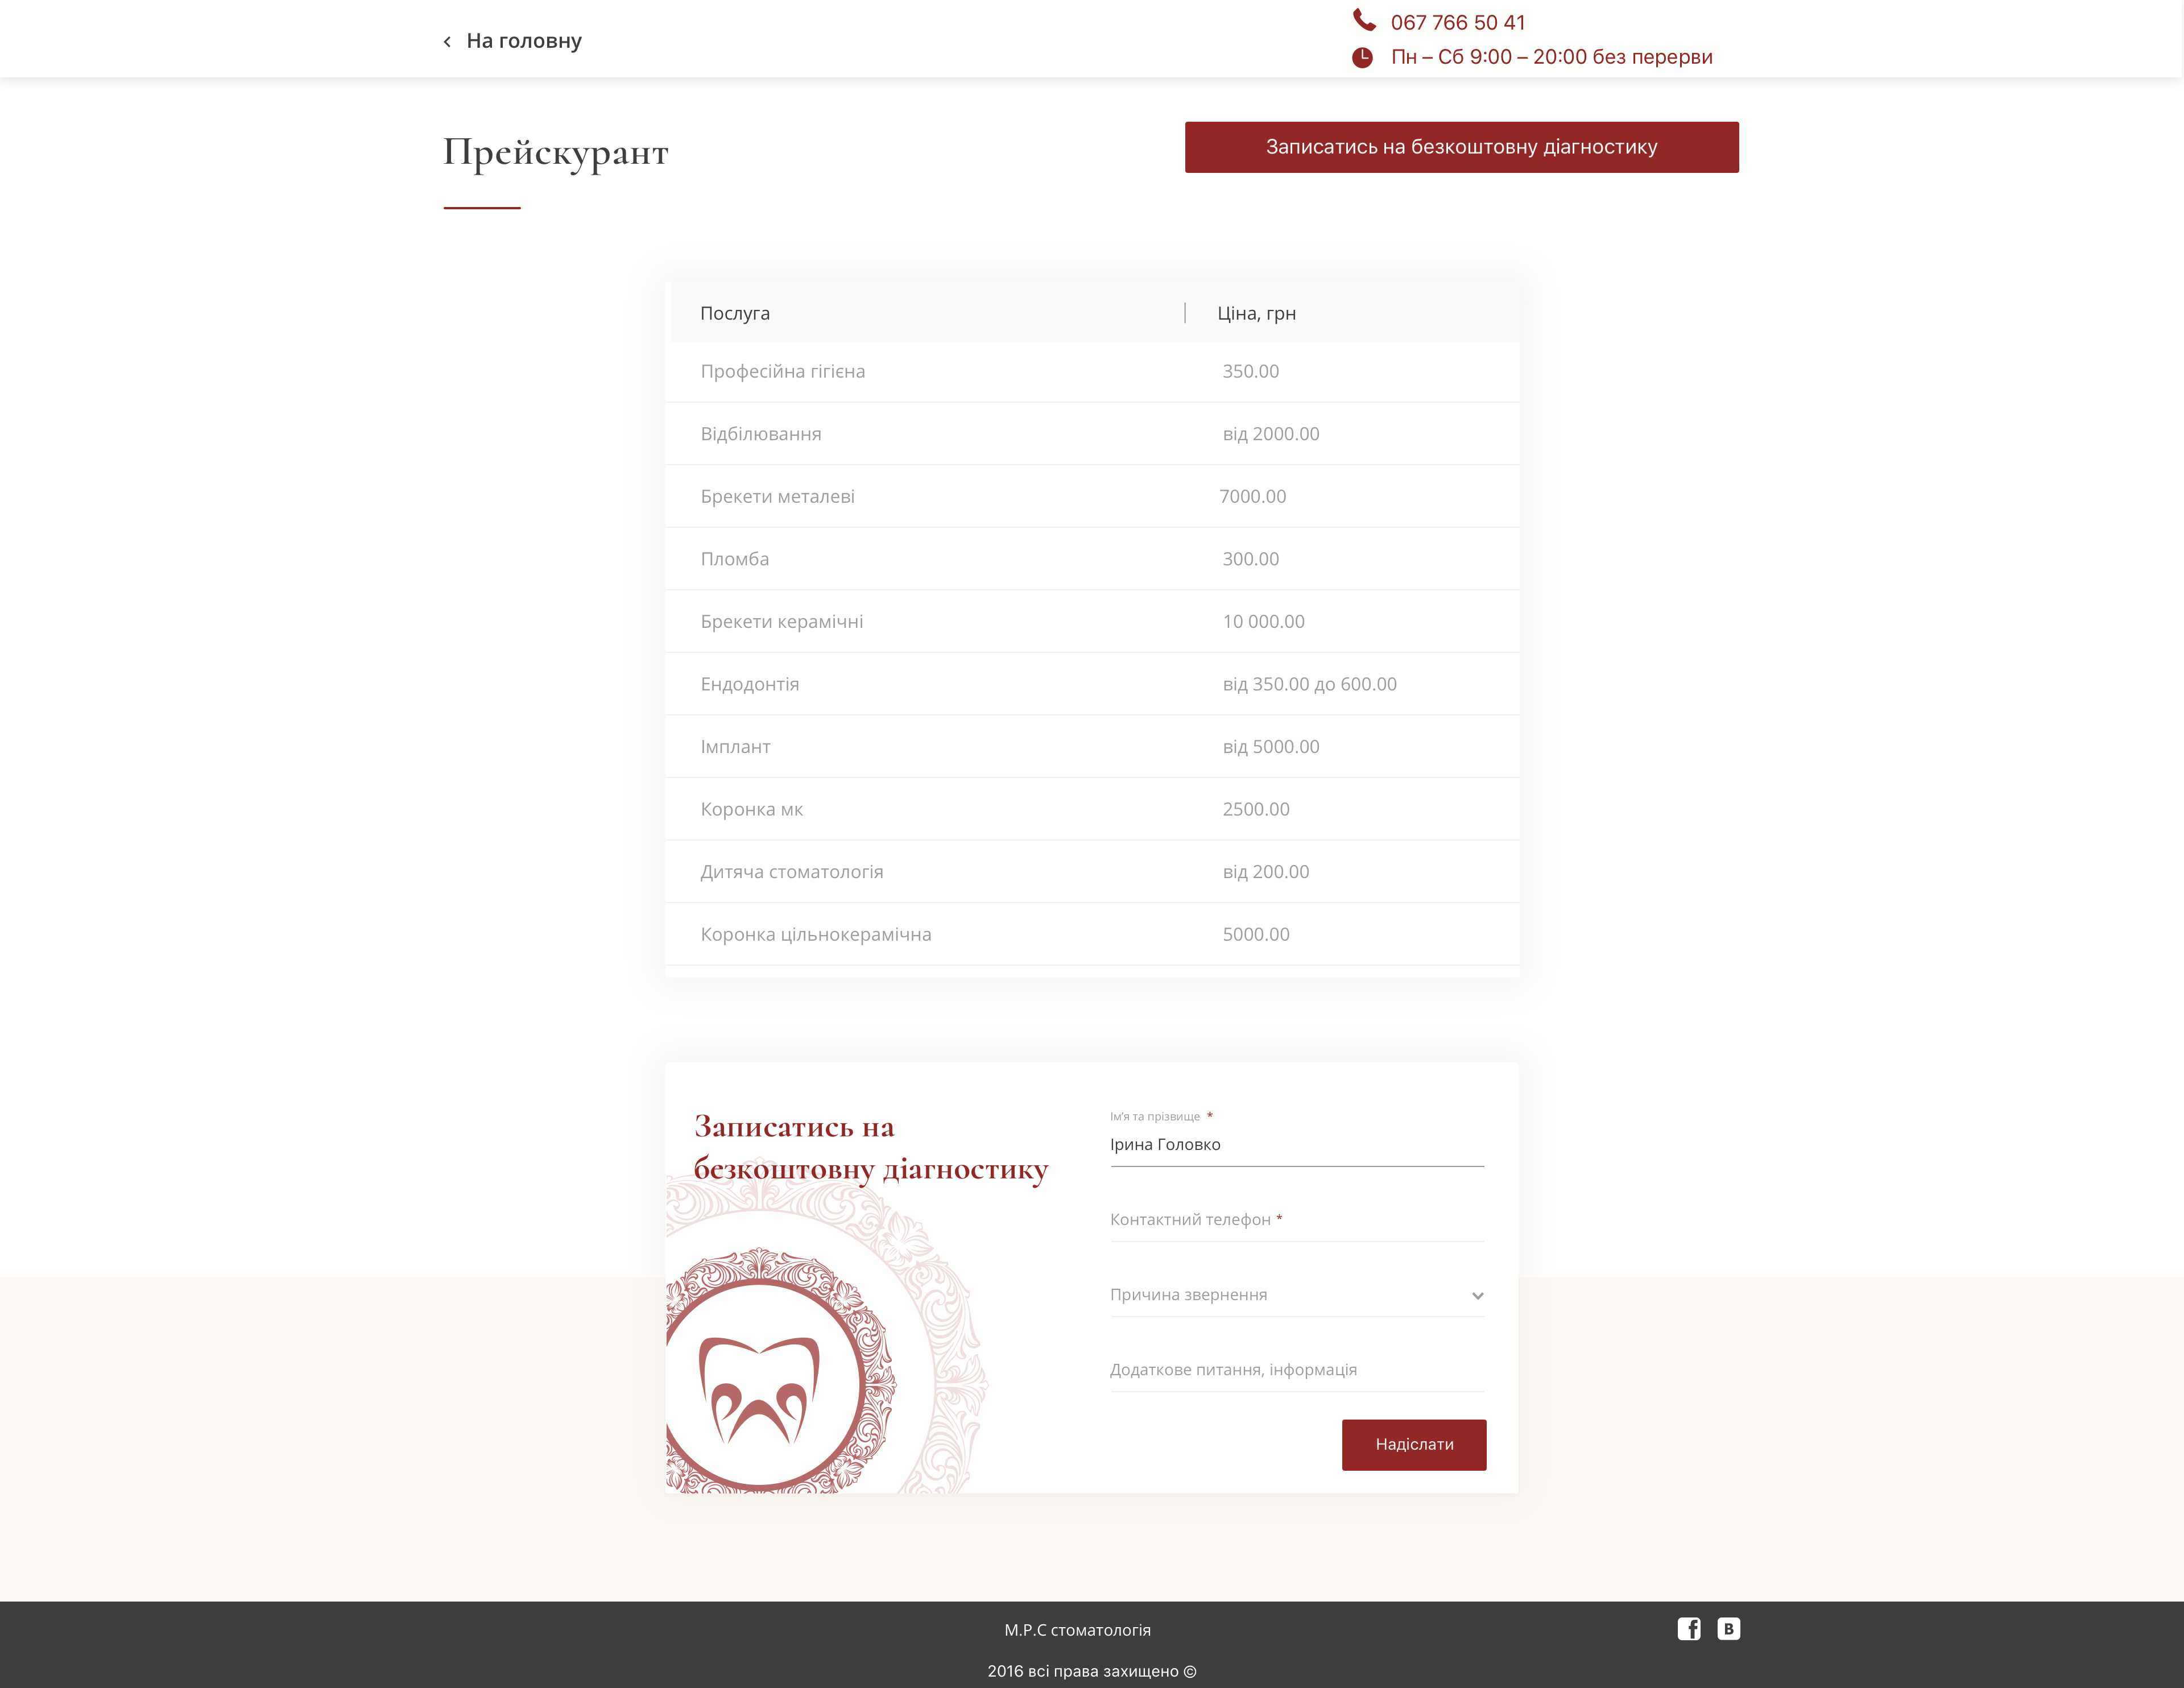 На головну
067 766 50 41
Пн – Сб 9:00 – 20:00 без перерви
Прейскурант
Записатись на безкоштовну діагностику
Послуга | Ціна, грн
Професійна гігієна 350.00
Відбілювання від 2000.00
Брекети металеві 7000.00
Пломба 300.00
Брекети керамічні 10 000.00
Ендодонтія від 350.00 до 600.00
Імплант від 5000.00
Коронка мк 2500.00
Дитяча стоматологія від 200.00
Коронка цільнокерамічна 5000.00
Записатись на
безкоштовну діагностику
Ім'я та прізвище *
Ірина Головко
Контактний телефон *
Причина звернення
Додаткове питання, інформація
Надіслати
М.Р.С стоматологія
2016 всі права захищено ©